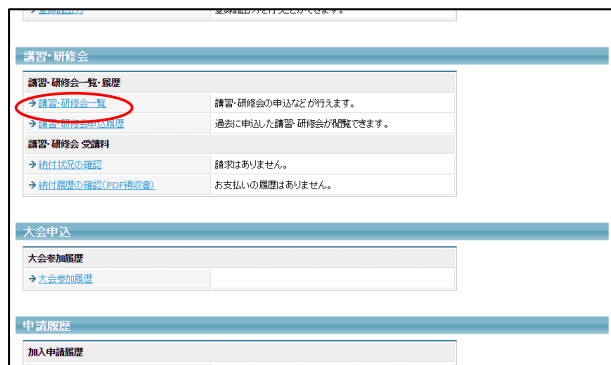 講習・研修会
講習・研修会一覧・履歴
→講習・研修会一覧 講習・研修会の申込などが行えます。
→講習・研修会申込履歴 過去に申込した講習・研修会が閲覧できます。
講習・研修会 受講料
→納付状況の確認 請求はありません。
→納付履歴の確認(PDF領収書) お支払いの履歴はありません。
大会申込
大会参加履歴
→大会参加履歴
申請履歴
加入申請履歴